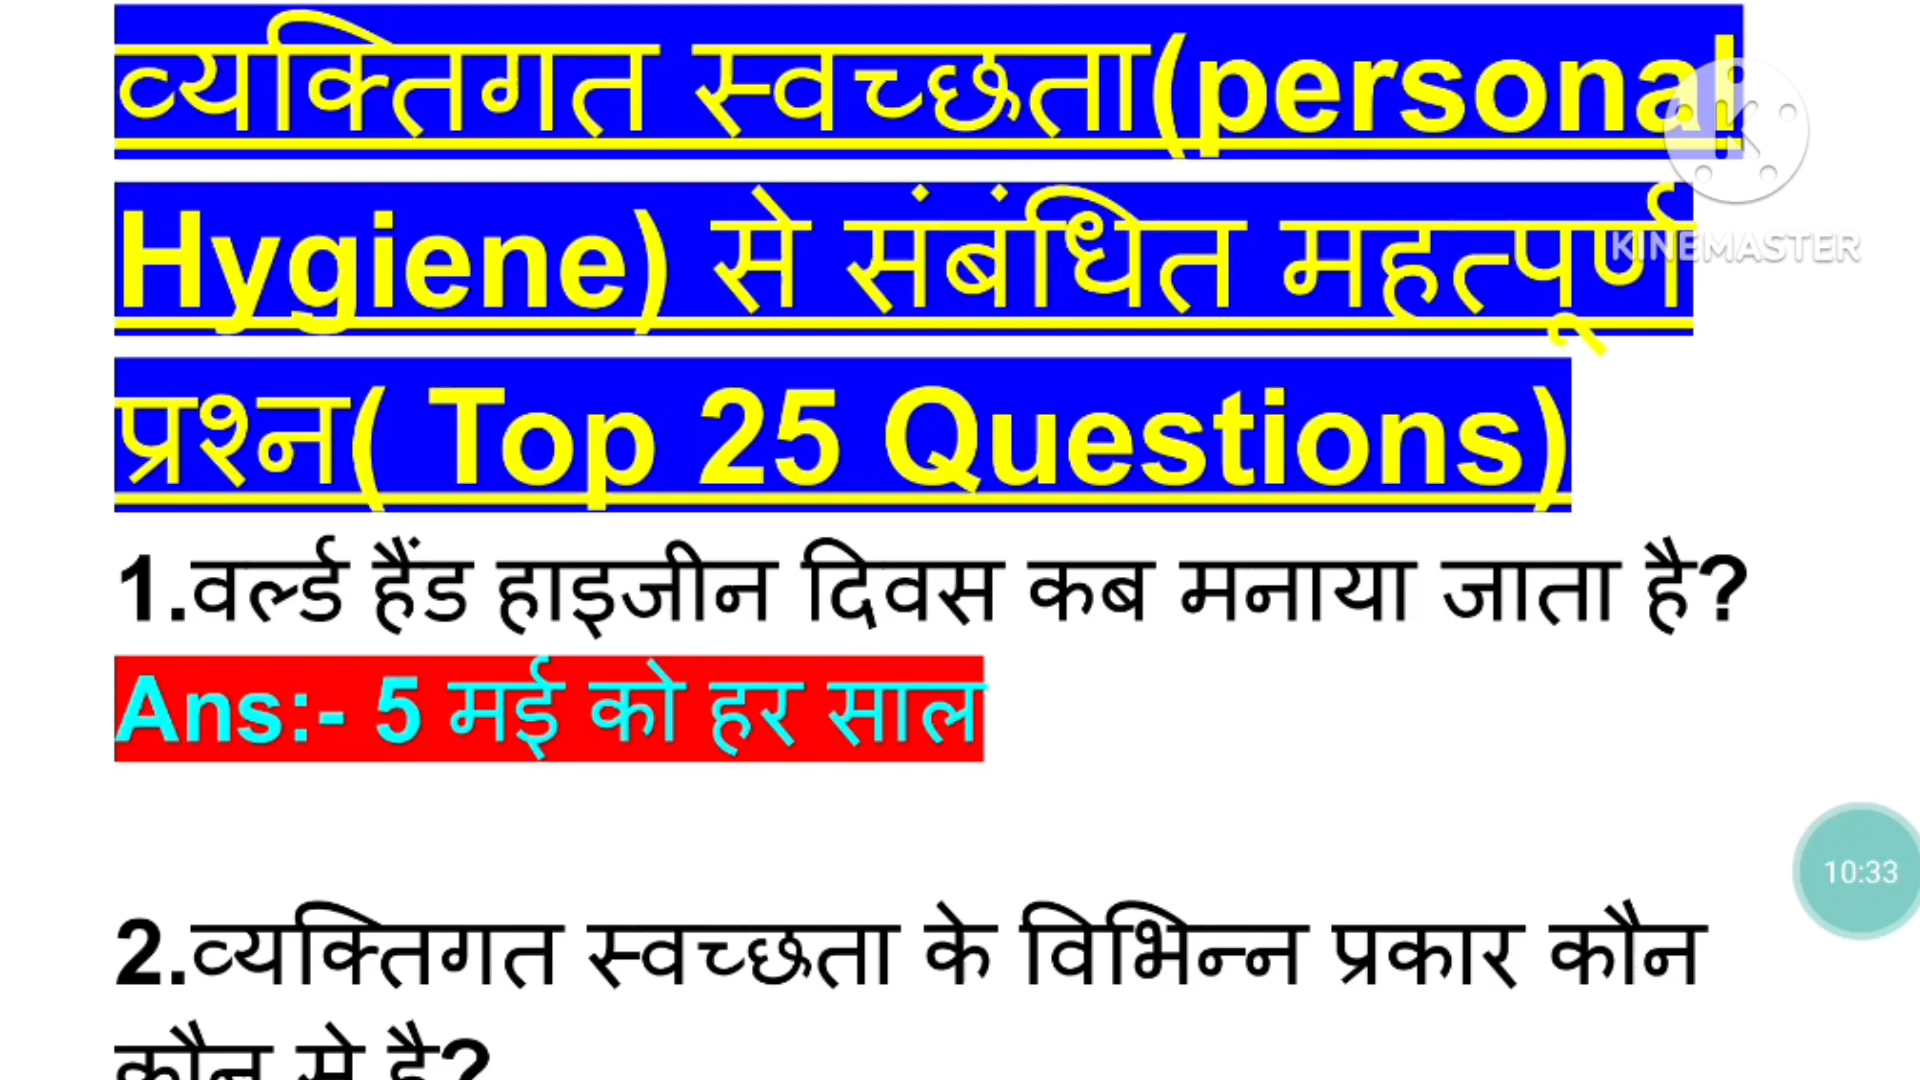 व्यक्तिगत स्वच्छता(personal
Hygiene) से संबंधित महत्पूर्ण
प्रश्न( Top 25 Questions)
1.वर्ल्ड हैंड हाइजीन दिवस कब मनाया जाता है?
Ans:- 5 मई को हर साल
2.व्यक्तिगत स्वच्छता के विभिन्न प्रकार कौन
कौन से है?
KINEMASTER
10:33